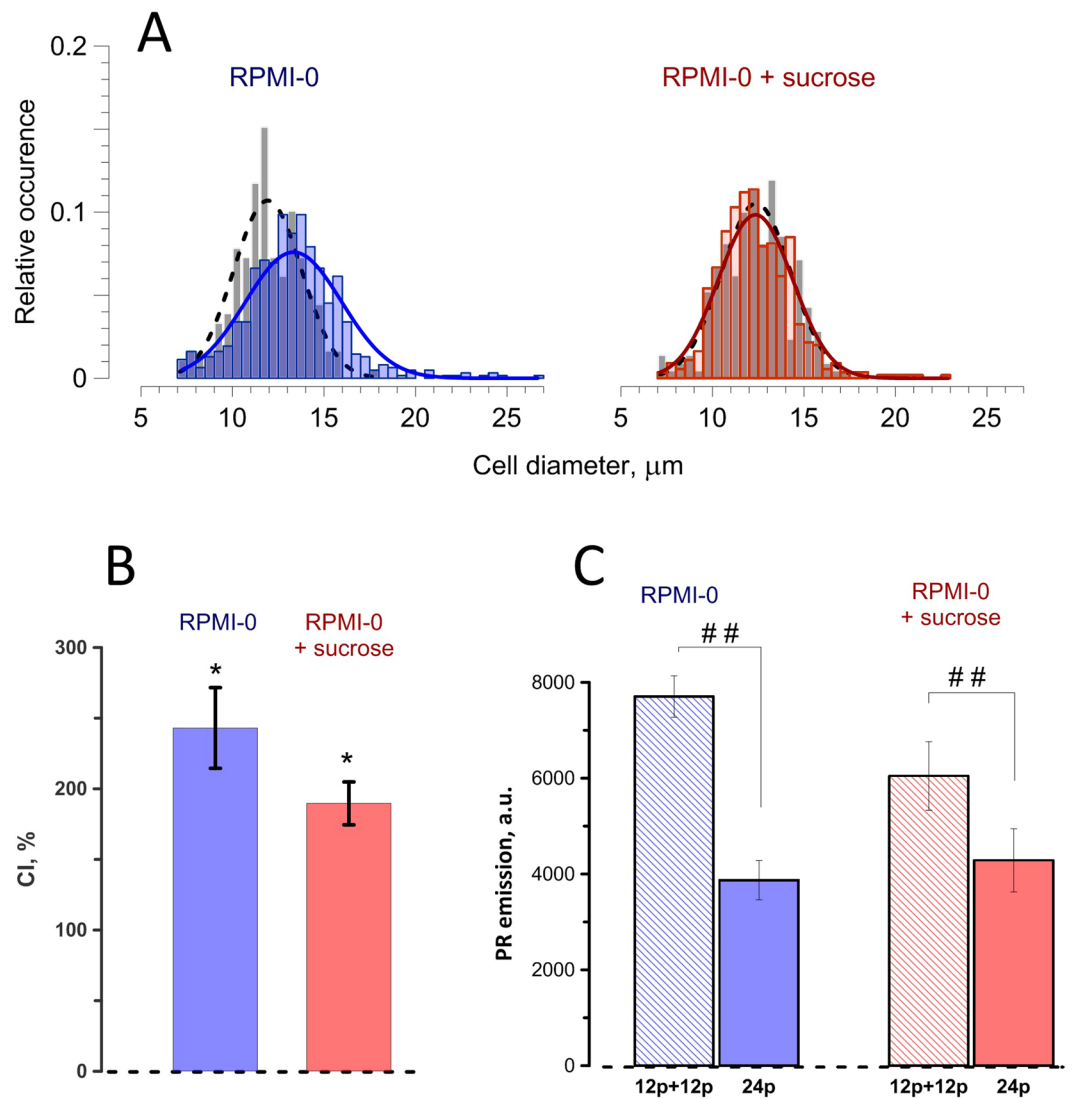 A
RPMI-0
RPMI-0 + sucrose
0.2
0.1
0
Relative occurence
5 10 15 20 25
5 10 15 20 25
Cell diameter, μm
B
RPMI-0
RPMI-0
+ sucrose
300
200
100
0
CI, %
*
*
C
RPMI-0
RPMI-0
+ sucrose
# #
# #
8000
6000
4000
2000
0
PR emission, a.u.
12p+12p 24p 12p+12p 24p